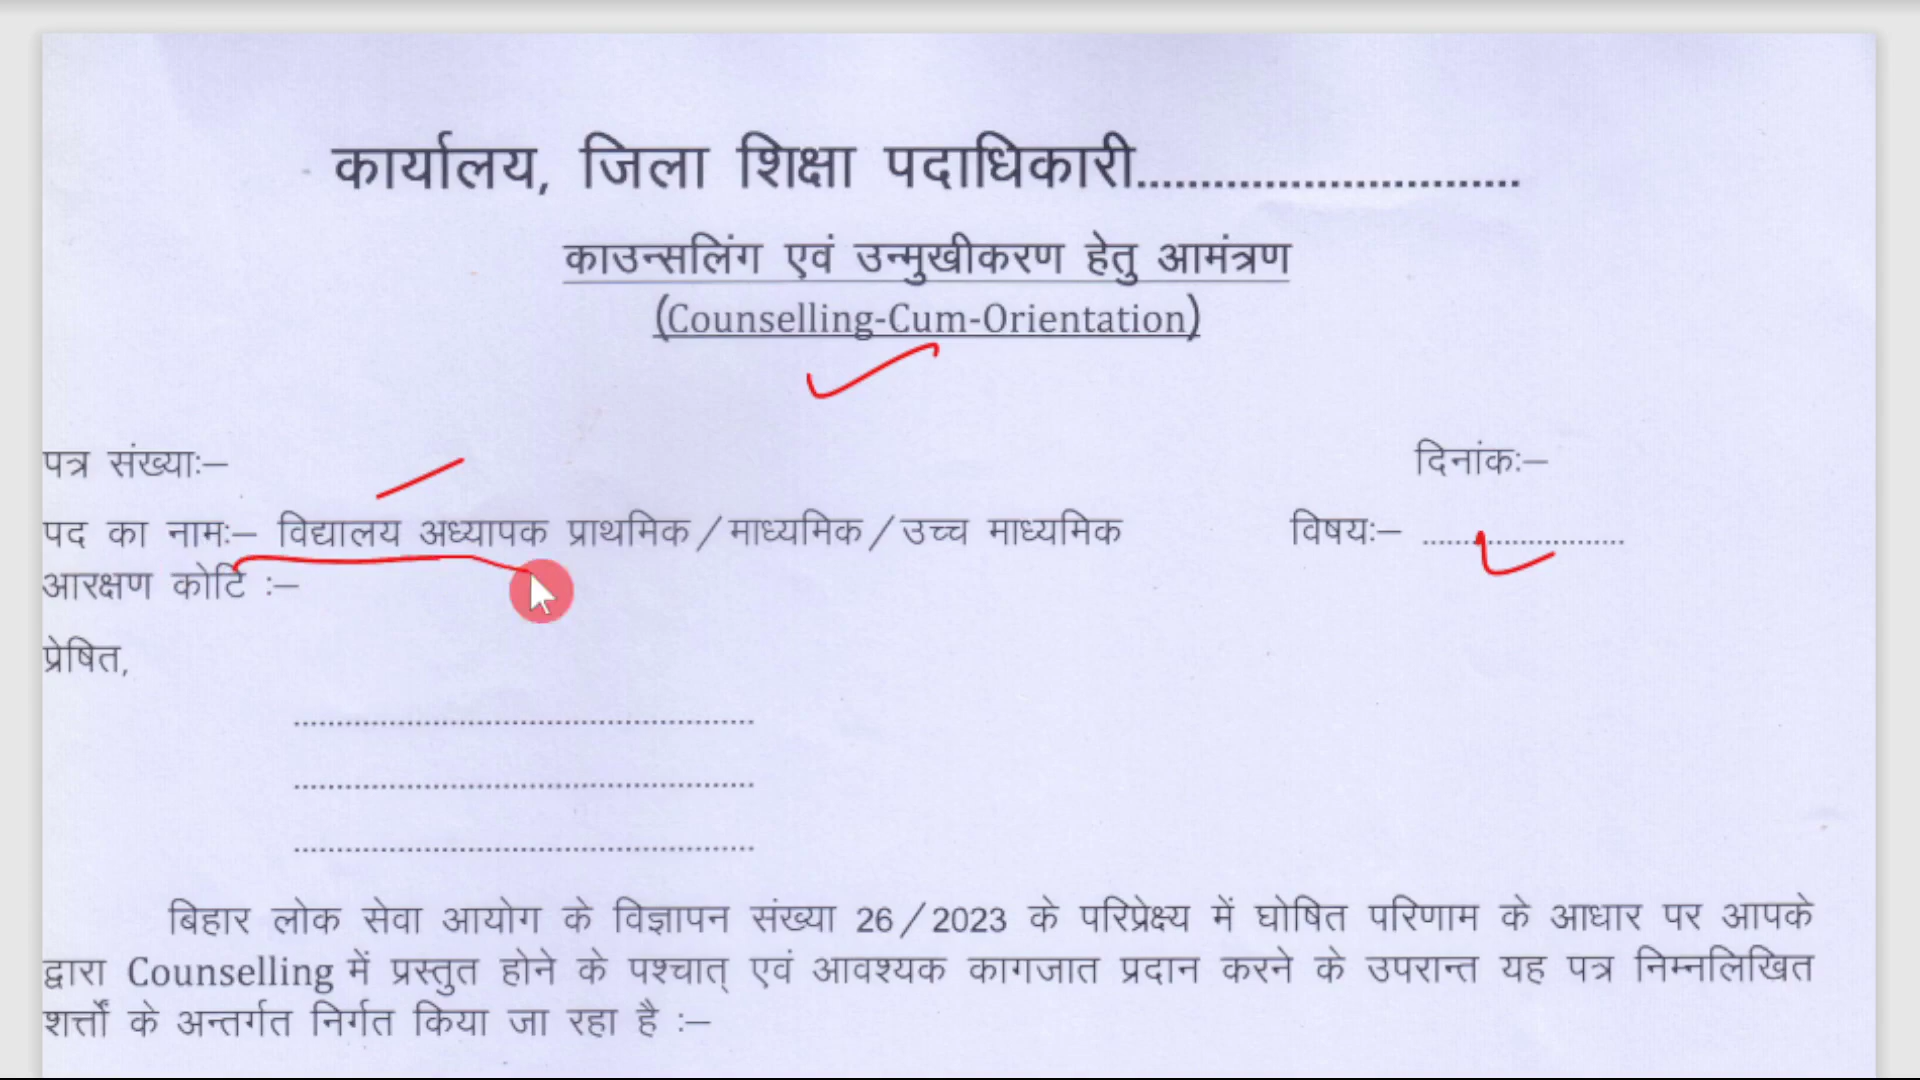 कार्यालय, जिला शिक्षा पदाधिकारी..............................
काउन्सलिंग एवं उन्मुखीकरण हेतु आमंत्रण
(Counselling-Cum-Orientation)
पत्र संख्याः– दिनांकः–
पद का नामः– विद्यालय अध्यापक प्राथमिक/माध्यमिक/उच्च माध्यमिक विषयः– ........................
आरक्षण कोटि :–
प्रेषित,
.......................................................
.......................................................
.......................................................
बिहार लोक सेवा आयोग के विज्ञापन संख्या 26/2023 के परिप्रेक्ष्य में घोषित परिणाम के आधार पर आपके
द्वारा Counselling में प्रस्तुत होने के पश्चात् एवं आवश्यक कागजात प्रदान करने के उपरान्त यह पत्र निम्नलिखित
शर्त्तों के अन्तर्गत निर्गत किया जा रहा है :–